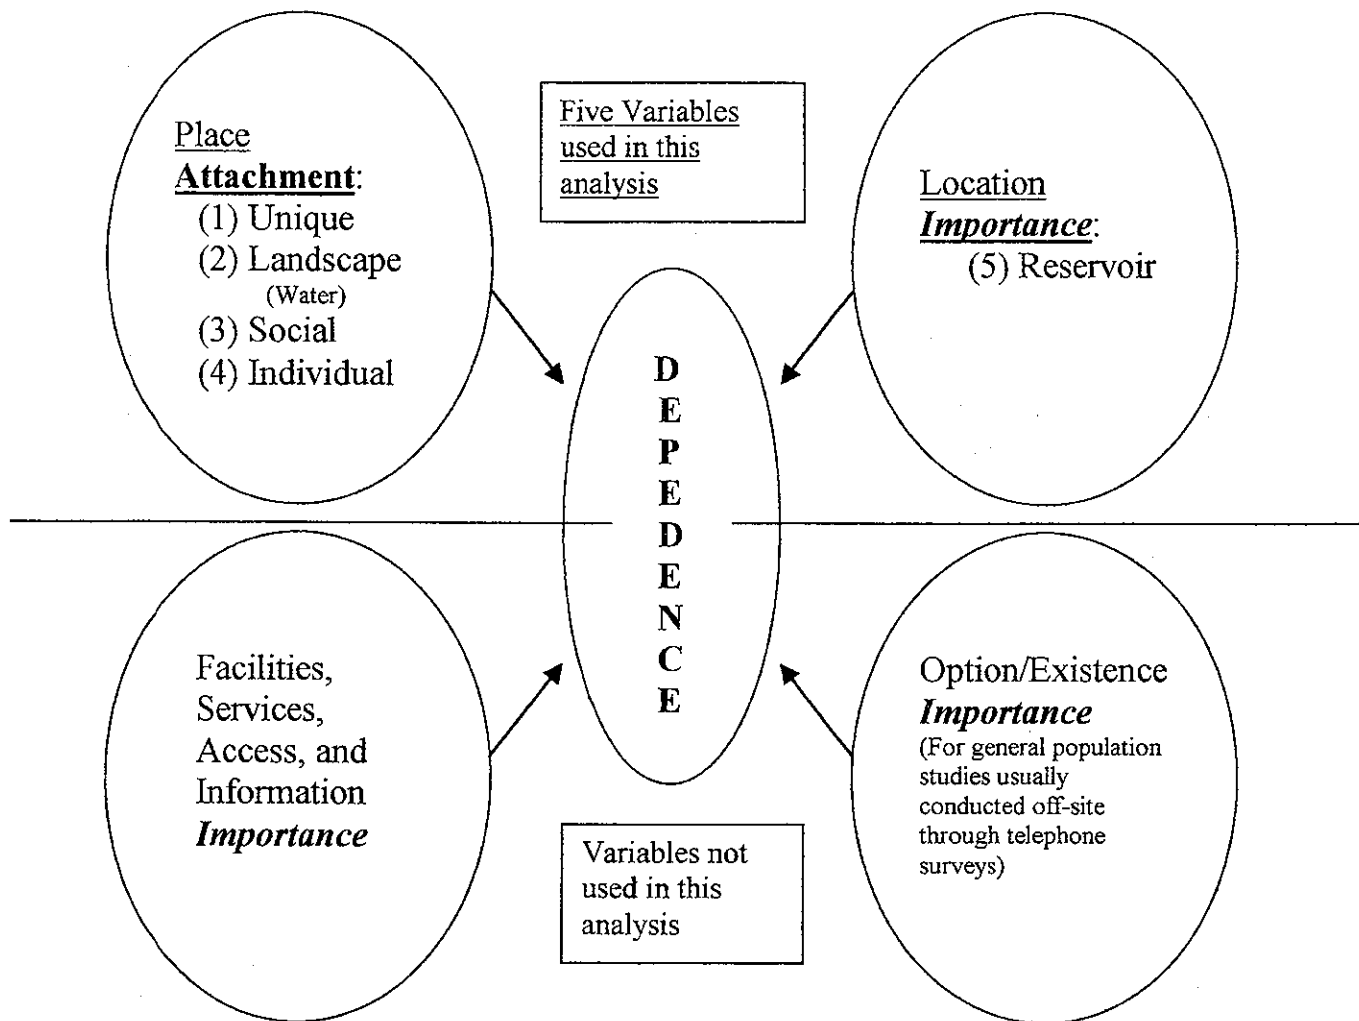 Place
Attachment:
(1) Unique
(2) Landscape
(Water)
(3) Social
(4) Individual
Five Variables
used in this
analysis
Location
Importance:
(5) Reservoir
D
E
P
E
D
E
N
C
E
Facilities,
Services,
Access, and
Information
Importance
Variables not
used in this
analysis
Option/Existence
Importance
(For general population
studies usually
conducted off-site
through telephone
surveys)